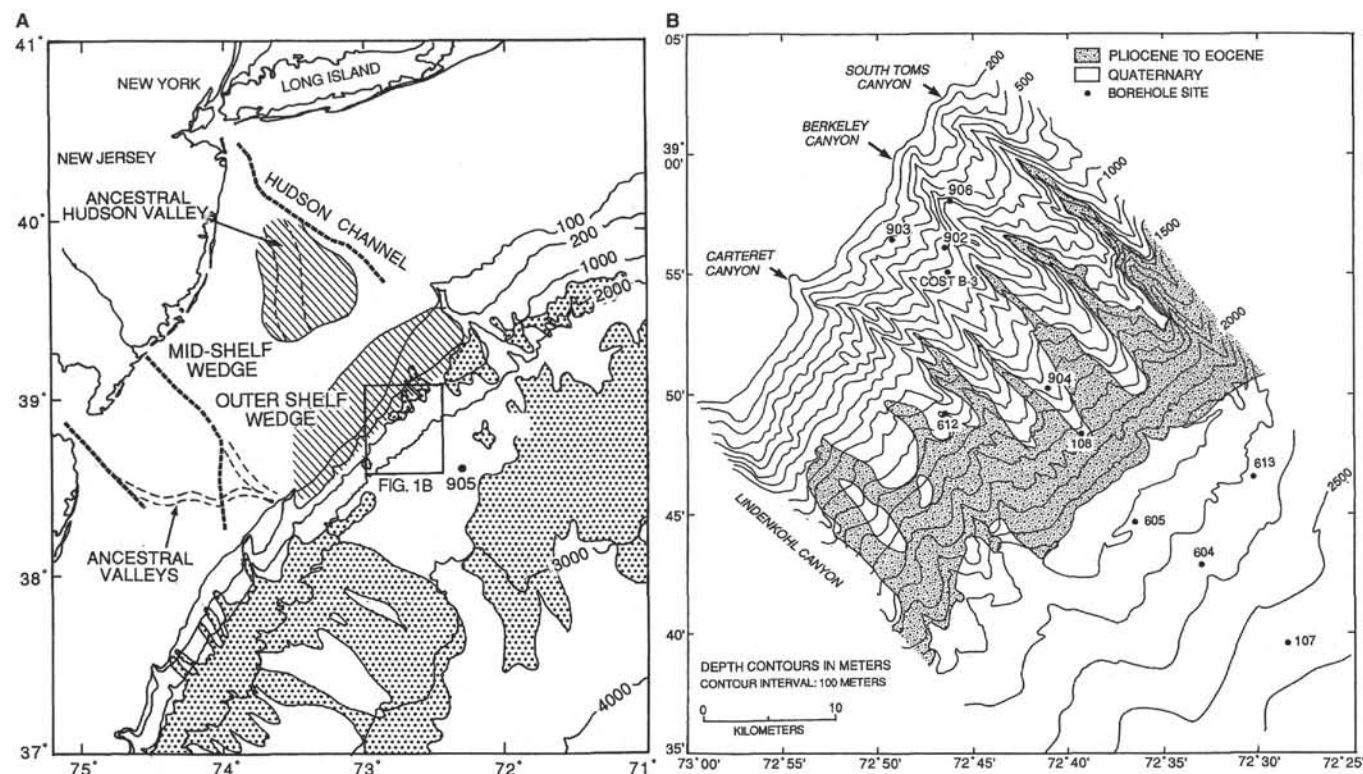 A
41°
NEW YORK
LONG ISLAND
NEW JERSEY
ANCESTRAL
HUDSON VALLEY
HUDSON CHANNEL
40°
100
200
1000
2000
MID-SHELF
WEDGE
39°
OUTER SHELF
WEDGE
FIG. 1B
905
ANCESTRAL
VALLEYS
38°
3000
4000
37°
75°
74°
73°
72°
71°
B
05'
PLIOCENE TO EOCENE
QUATERNARY
BOREHOLE SITE
SOUTH TOMS
CANYON
200
500
BERKELEY
CANYON
39°
00'
1000
906
903
902
1500
CARTERET
CANYON
55'
COST B-3
2000
904
50'
612
108
613
2500
LINDENKOHL CANYON
45'
605
604
40'
107
DEPTH CONTOURS IN METERS
CONTOUR INTERVAL: 100 METERS
0
10
KILOMETERS
35'
73°00'
72°50'
72°45'
72°40'
72°35'
72°30'
72°25'